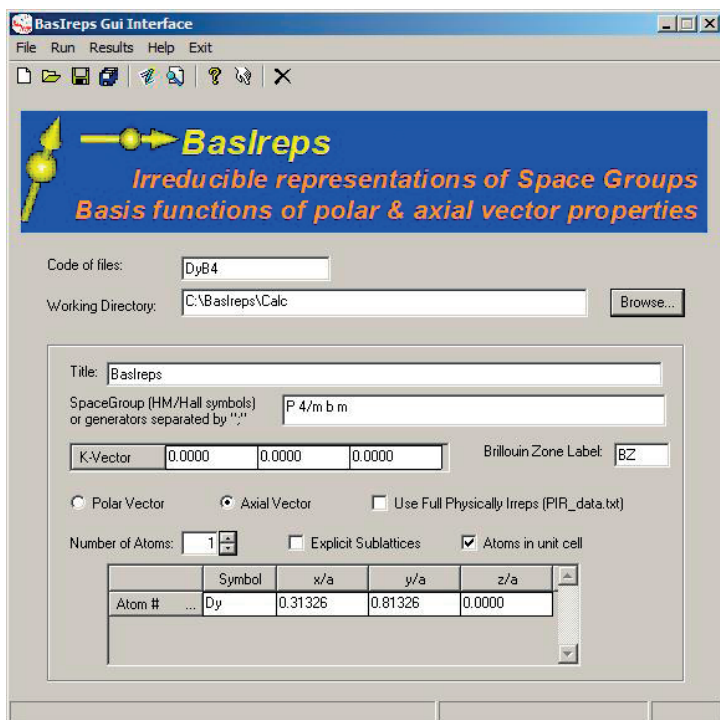 BasIreps Gui Interface
File Run Results Help Exit
BasIreps
Irreducible representations of Space Groups
Basis functions of polar & axial vector properties
Code of files: DyB4
Working Directory: C:\BasIreps\Calc Browse...
Title: BasIreps
SpaceGroup (HM/Hall symbols)
or generators separated by ";" P 4/m b m
K-Vector 0.0000 0.0000 0.0000 Brillouin Zone Label: BZ
Polar Vector Axial Vector Use Full Physically Irreps (PIR_data.txt)
Number of Atoms: 1 Explicit Sublattices Atoms in unit cell
Symbol x/a y/a z/a
Atom # ... Dy 0.31326 0.81326 0.0000